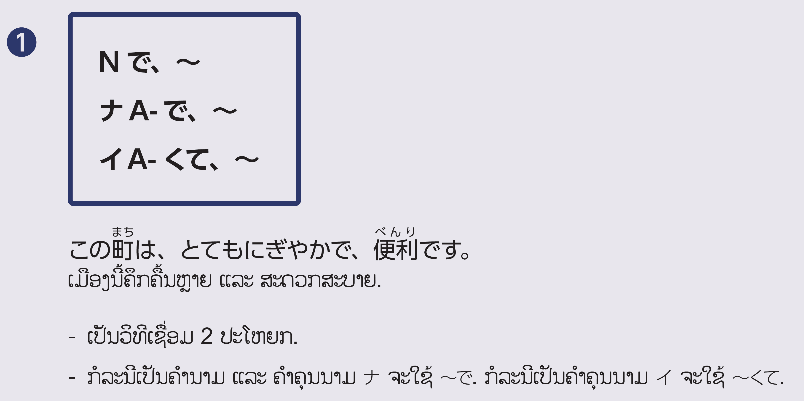 1
N で、～
ナ A- で、～
イ A- くて、～
まち べんり
この町は、とてもにぎやかで、便利です。
ເມືອງນີ້ຄຶກຄື້ນຫຼາຍ ແລະ ສະດວກສະບາຍ.
- ເປັນວິທີເຊື່ອມ 2 ປະໂຫຍກ.
- ກໍລະນີເປັນຄຳນາມ ແລະ ຄຳຄຸນນາມ ナ ຈະໃຊ້ ～で. ກໍລະນີເປັນຄຳຄຸນນາມ イ ຈະໃຊ້ ～くて.